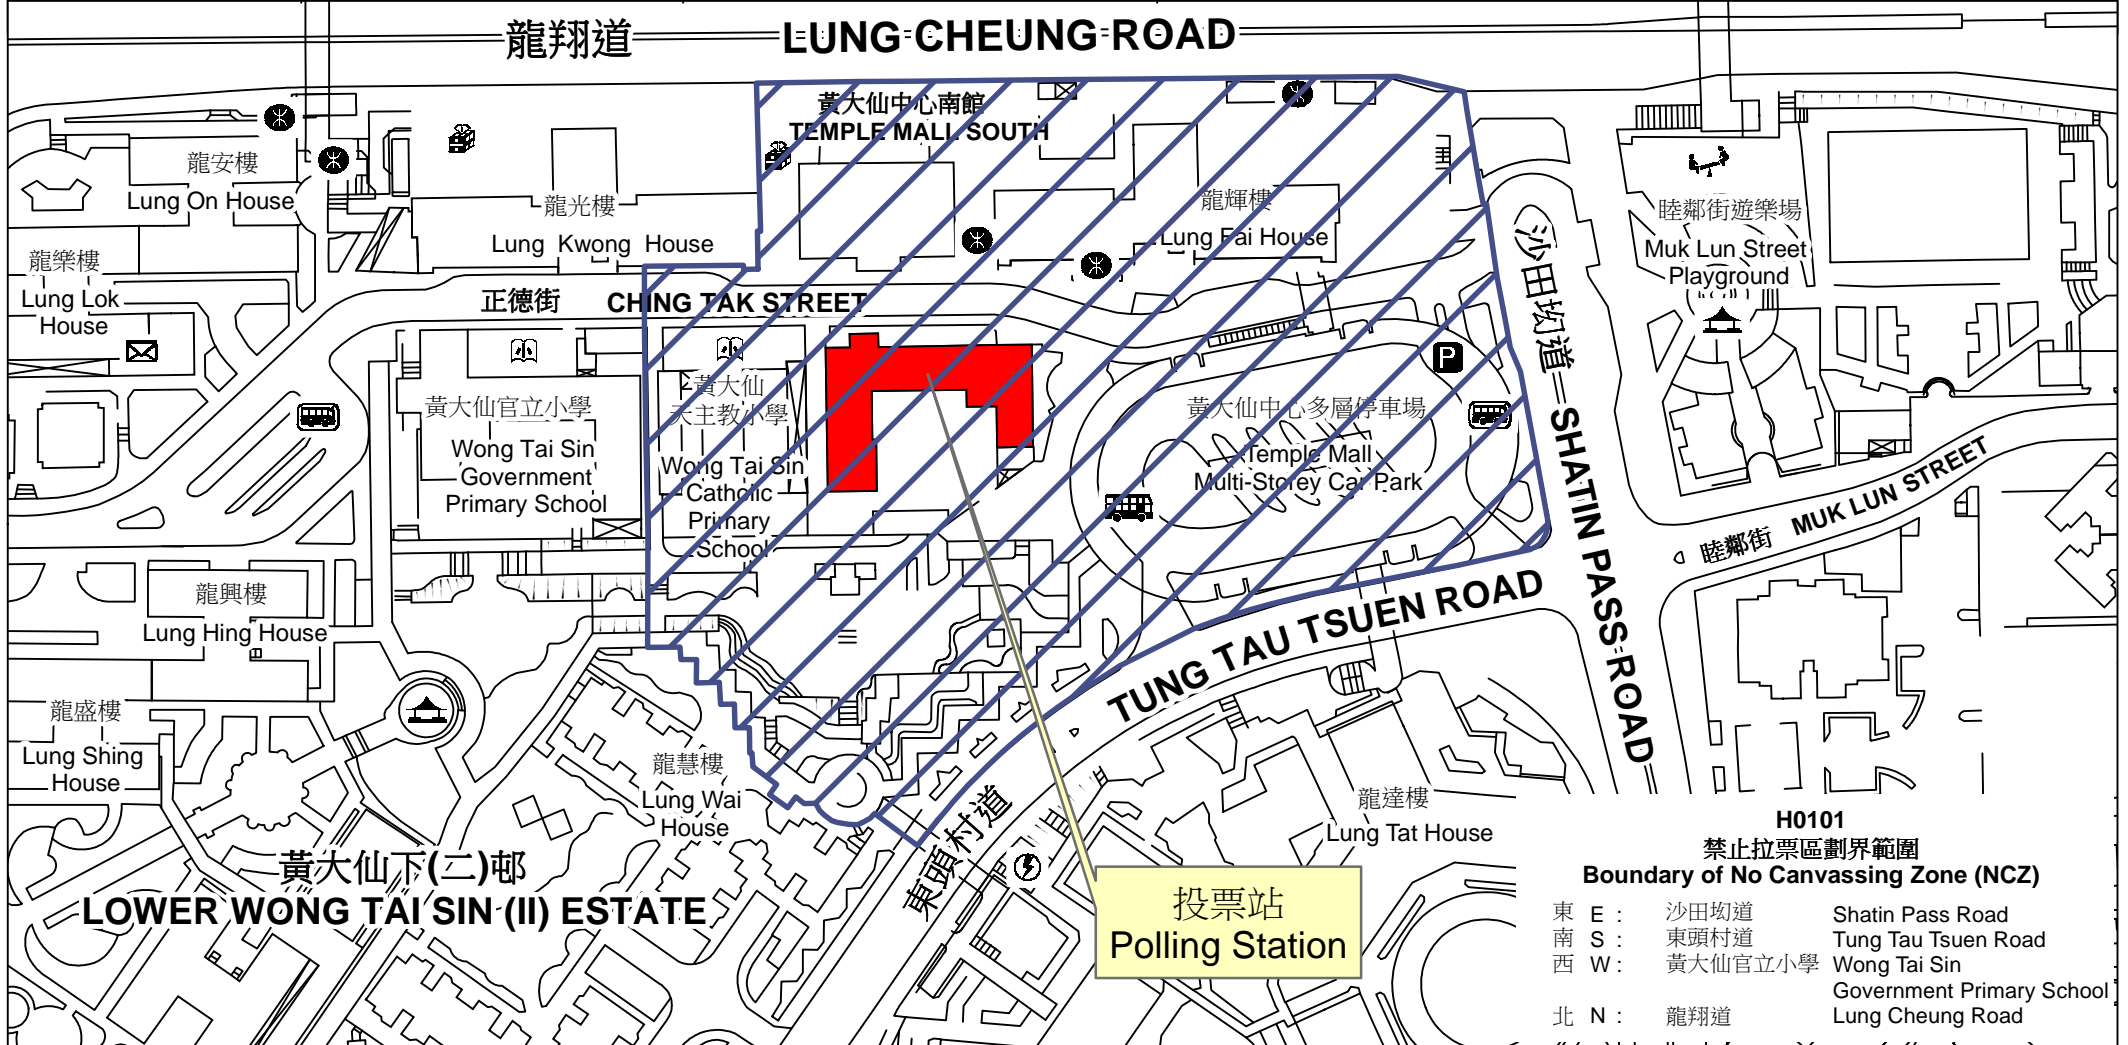 龍翔道 LUNG CHEUNG ROAD
黃大仙中心南館
TEMPLE MALL SOUTH
龍安樓
Lung On House
龍光樓
Lung Kwong House
龍輝樓
Lung Fai House
睦鄰街遊樂場
Muk Lun Street
Playground
龍樂樓
Lung Lok
House
正德街 CHING TAK STREET
沙田坳道 SHATIN PASS ROAD
P
黃大仙官立小學
Wong Tai Sin
Government
Primary School
黃大仙
天主教小學
Wong Tai Sin
Catholic
Primary
School
黃大仙中心多層停車場
Temple Mall
Multi-Storey Car Park
睦鄰街 MUK LUN STREET
龍興樓
Lung Hing House
東頭村道 TUNG TAU TSUEN ROAD
龍盛樓
Lung Shing
House
龍慧樓
Lung Wai
House
龍達樓
Lung Tat House
黃大仙下(二)邨
LOWER WONG TAI SIN (II) ESTATE
投票站
Polling Station
H0101
禁止拉票區劃界範圍
Boundary of No Canvassing Zone (NCZ)
東 E : 沙田坳道 Shatin Pass Road
南 S : 東頭村道 Tung Tau Tsuen Road
西 W : 黃大仙官立小學 Wong Tai Sin
Government Primary School
北 N : 龍翔道 Lung Cheung Road